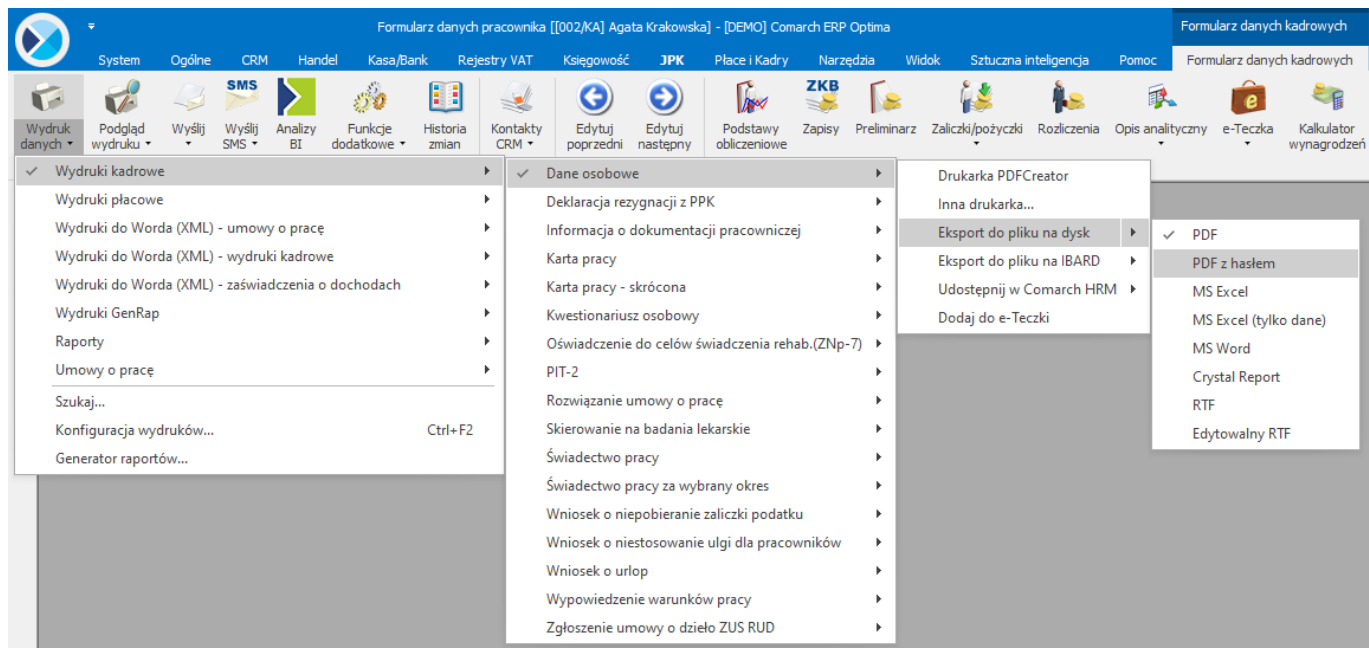 Formularz danych pracownika [[002/KA] Agata Krakowska] - [DEMO] Comarch ERP Optima
Formularz danych kadrowych
System Ogólne CRM Handel Kasa/Bank Rejestry VAT Księgowość JPK Płace i Kadry Narzędzia Widok Sztuczna inteligencja Pomoc Formularz danych kadrowych
SMS
ZKB
Wydruk danych
Podgląd wydruku
Wyślij
Wyślij SMS
Analizy BI
Funkcje dodatkowe
Historia zmian
Kontakty CRM
Edytuj poprzedni
Edytuj następny
Podstawy obliczeniowe
Zapisy
Preliminarz
Zaliczki/pożyczki
Rozliczenia
Opis analityczny
e-Teczka
Kalkulator wynagrodzeń
Wydruki kadrowe
Wydruki płacowe
Wydruki do Worda (XML) - umowy o pracę
Wydruki do Worda (XML) - wydruki kadrowe
Wydruki do Worda (XML) - zaświadczenia o dochodach
Wydruki GenRap
Raporty
Umowy o pracę
Szukaj...
Konfiguracja wydruków... Ctrl+F2
Generator raportów...
Dane osobowe
Deklaracja rezygnacji z PPK
Informacja o dokumentacji pracowniczej
Karta pracy
Karta pracy - skrócona
Kwestionariusz osobowy
Oświadczenie do celów świadczenia rehab.(ZNp-7)
PIT-2
Rozwiązanie umowy o pracę
Skierowanie na badania lekarskie
Świadectwo pracy
Świadectwo pracy za wybrany okres
Wniosek o niepobieranie zaliczki podatku
Wniosek o niestosowanie ulgi dla pracowników
Wniosek o urlop
Wypowiedzenie warunków pracy
Zgłoszenie umowy o dzieło ZUS RUD
Drukarka PDFCreator
Inna drukarka...
Eksport do pliku na dysk
Eksport do pliku na IBARD
Udostępnij w Comarch HRM
Dodaj do e-Teczki
PDF
PDF z hasłem
MS Excel
MS Excel (tylko dane)
MS Word
Crystal Report
RTF
Edytowalny RTF